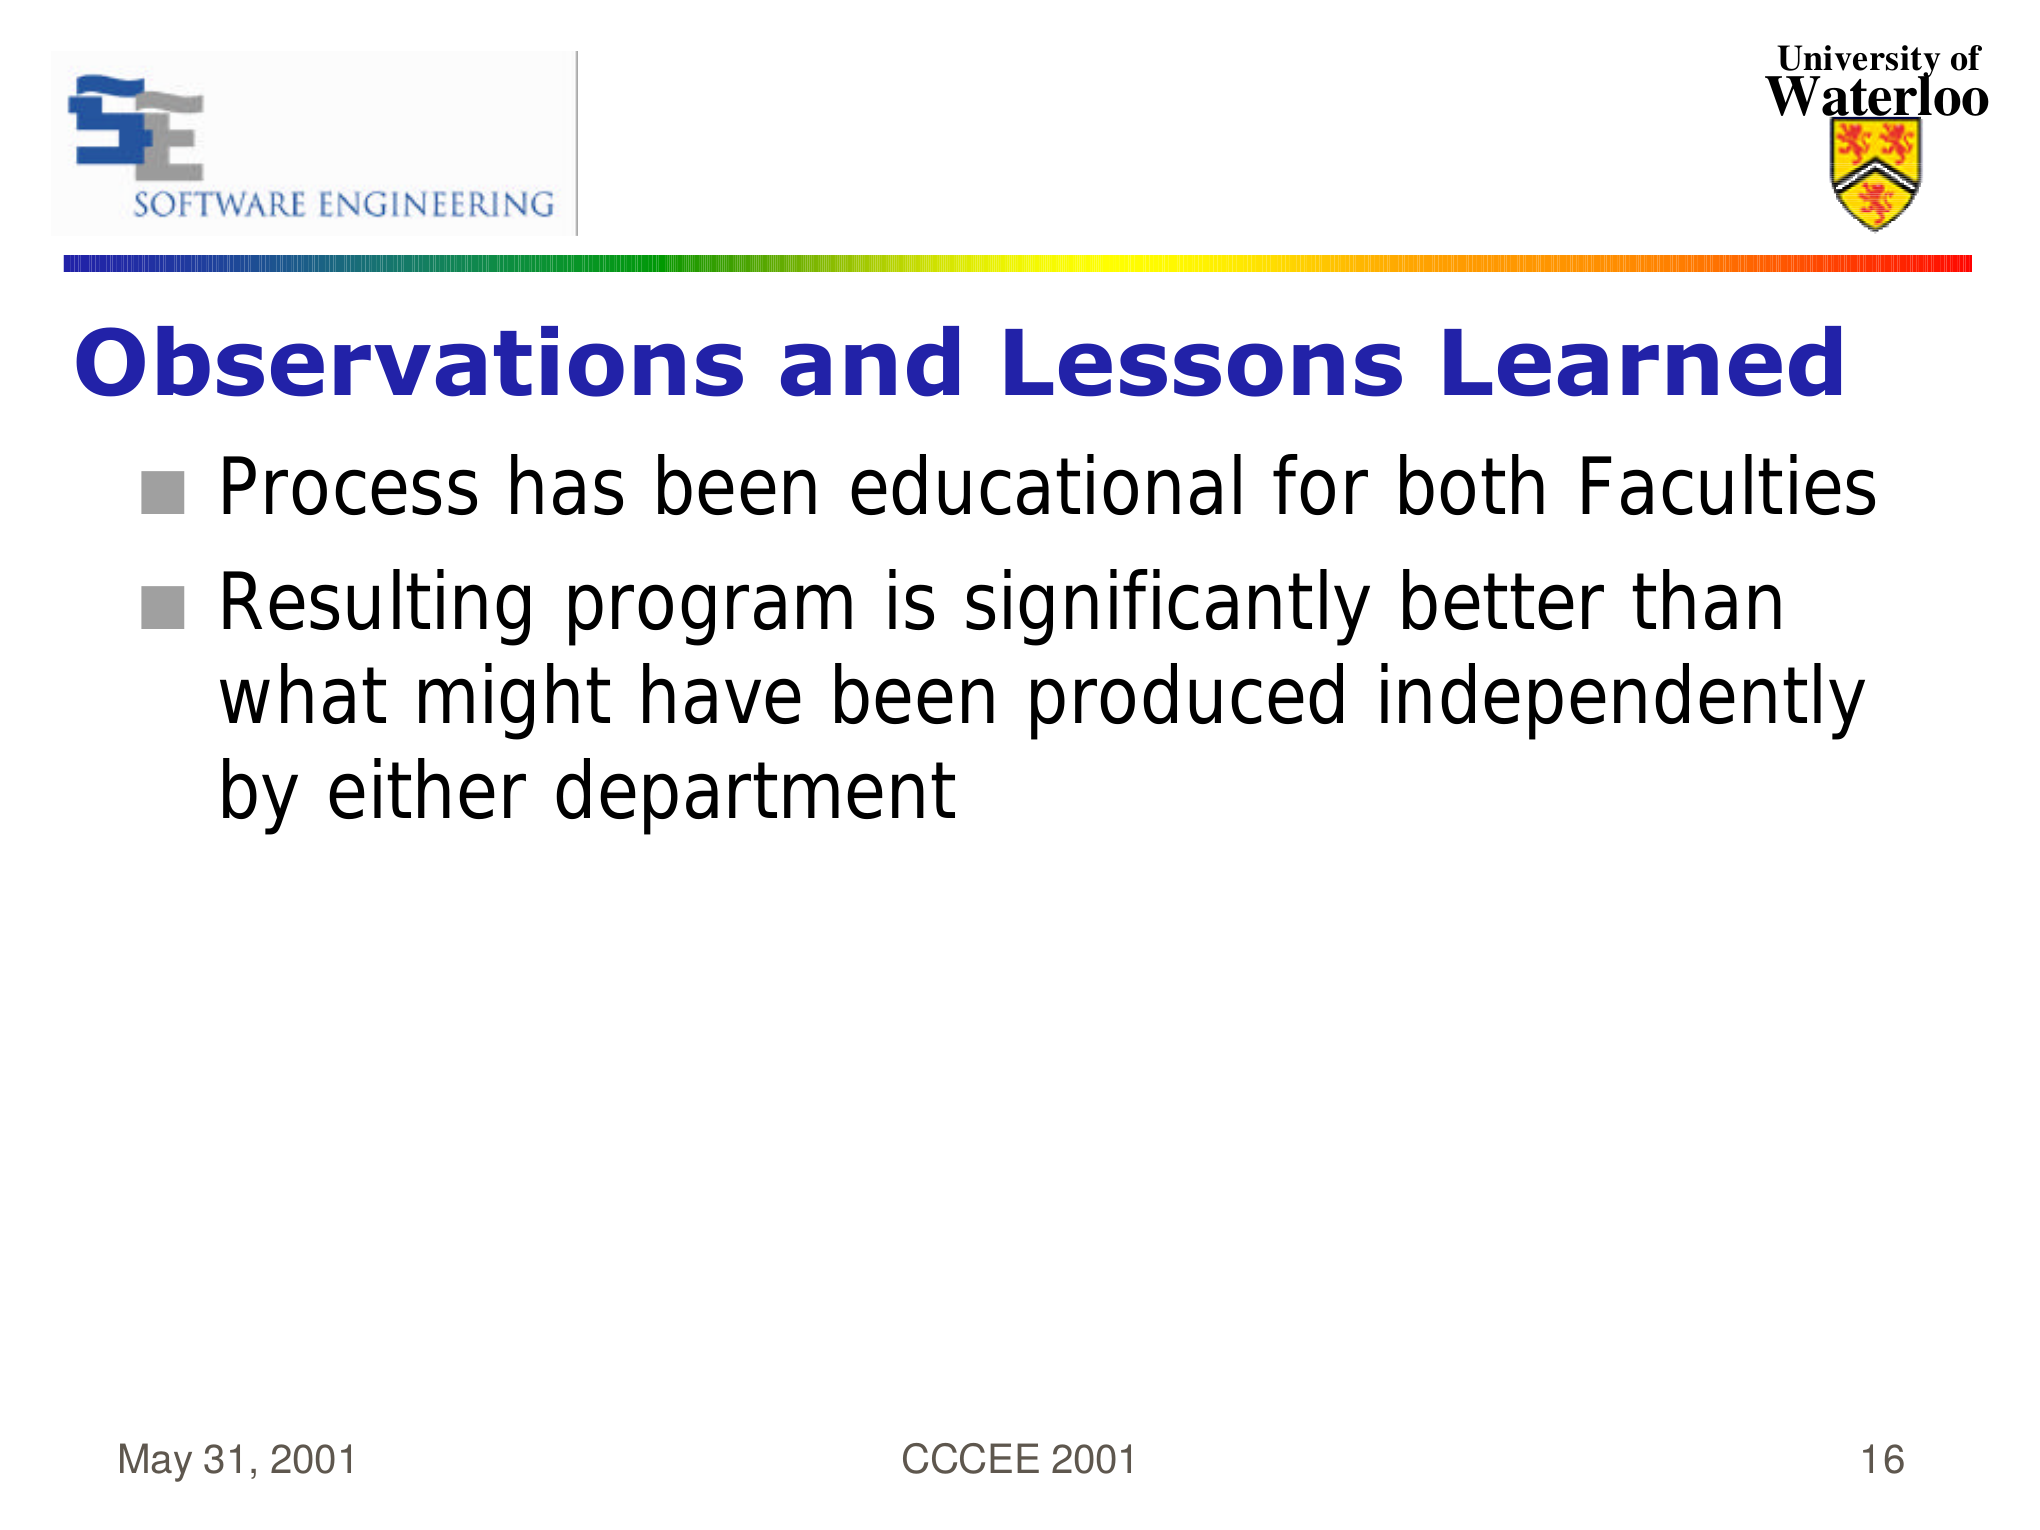 SE
SOFTWARE ENGINEERING
University of
Waterloo
Observations and Lessons Learned
Process has been educational for both Faculties
Resulting program is significantly better than
what might have been produced independently
by either department
May 31, 2001
CCCEE 2001
16